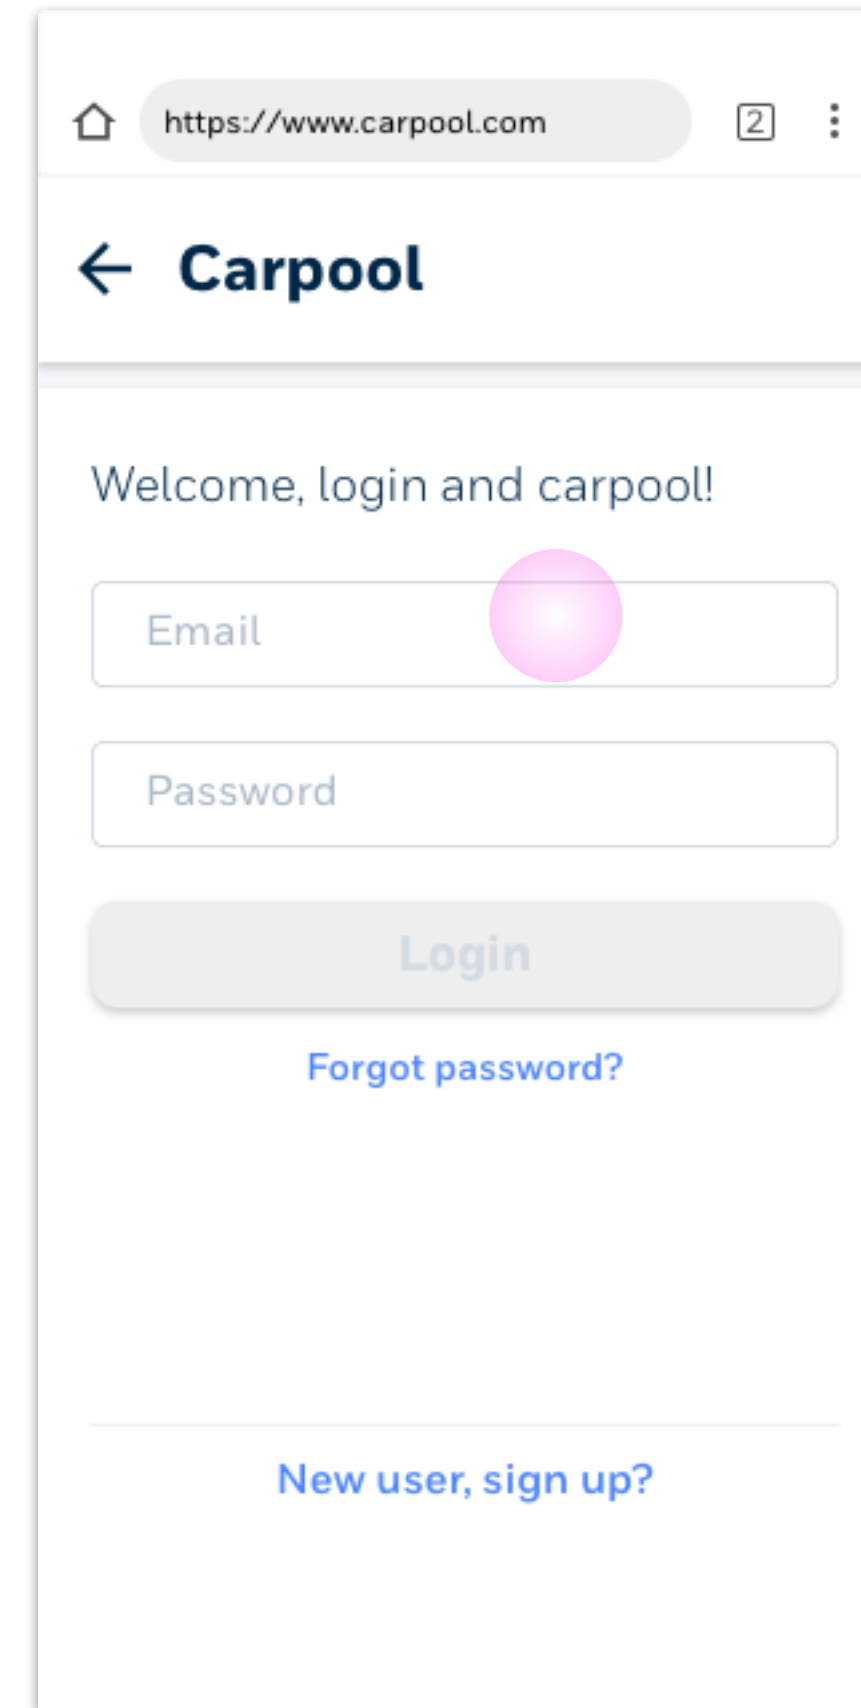 https://www.carpool.com 2
Carpool
Welcome, login and carpool!
Email
Password
Login
Forgot password?
New user, sign up?